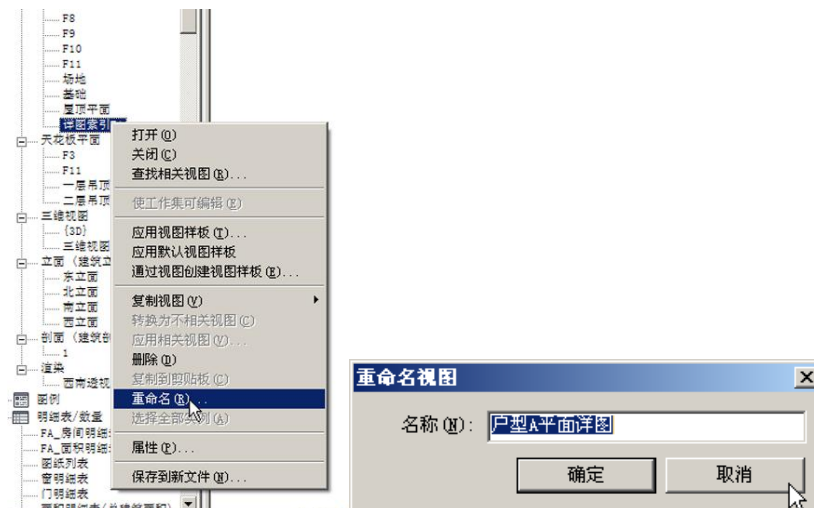 F8
F9
F10
F11
场地
基础
屋顶平面
详图索引
天花板平面
F3
F11
一层吊顶
二层吊顶
三维视图
{3D}
三维视图
立面 (建筑立
东立面
北立面
南立面
西立面
剖面 (建筑剖
1
渲染
西南透视
图例
明细表/数量
FA_房间明细
FA_面积明细
图纸列表
窗明细表
门明细表
打开(O)
关闭(C)
查找相关视图(R)...
使工作集可编辑(E)
应用视图样板(T)...
应用默认视图样板
通过视图创建视图样板(E)...
复制视图(V)
转换为不相关视图(C)
应用相关视图(V)...
删除(D)
复制到剪贴板(C)
重命名(R)...
选择全部实例(A)
属性(P)...
保存到新文件(N)...
重命名视图
名称(N):
户型A平面详图
确定
取消